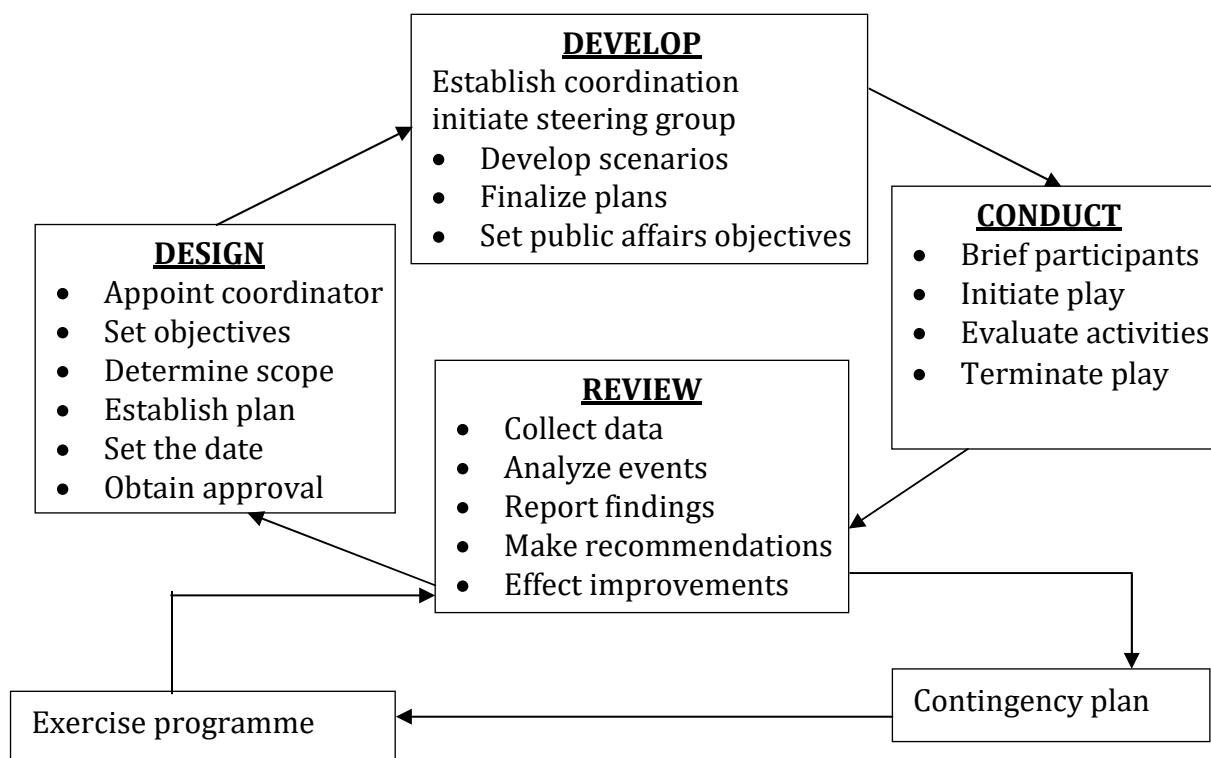 DEVELOP
Establish coordination
initiate steering group
• Develop scenarios
• Finalize plans
• Set public affairs objectives
CONDUCT
• Brief participants
• Initiate play
• Evaluate activities
• Terminate play
DESIGN
• Appoint coordinator
• Set objectives
• Determine scope
• Establish plan
• Set the date
• Obtain approval
REVIEW
• Collect data
• Analyze events
• Report findings
• Make recommendations
• Effect improvements
Contingency plan
Exercise programme